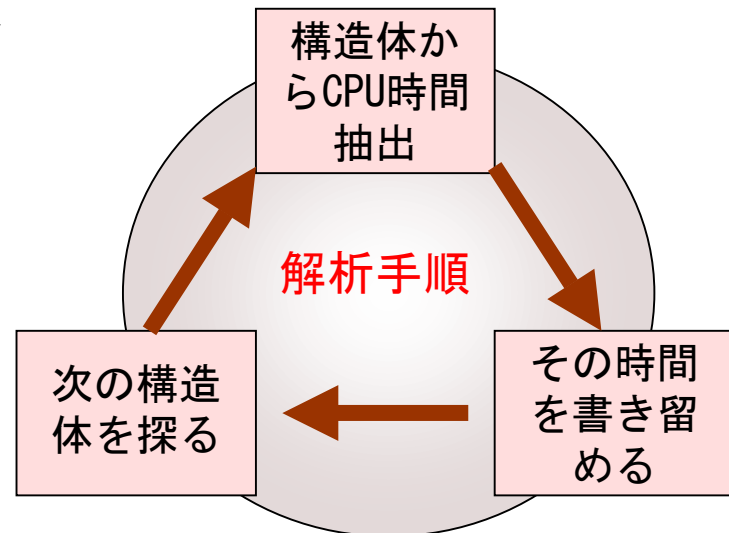 構造体か
らCPU時間
抽出
解析手順
次の構造
体を探る
その時間
を書き留
める